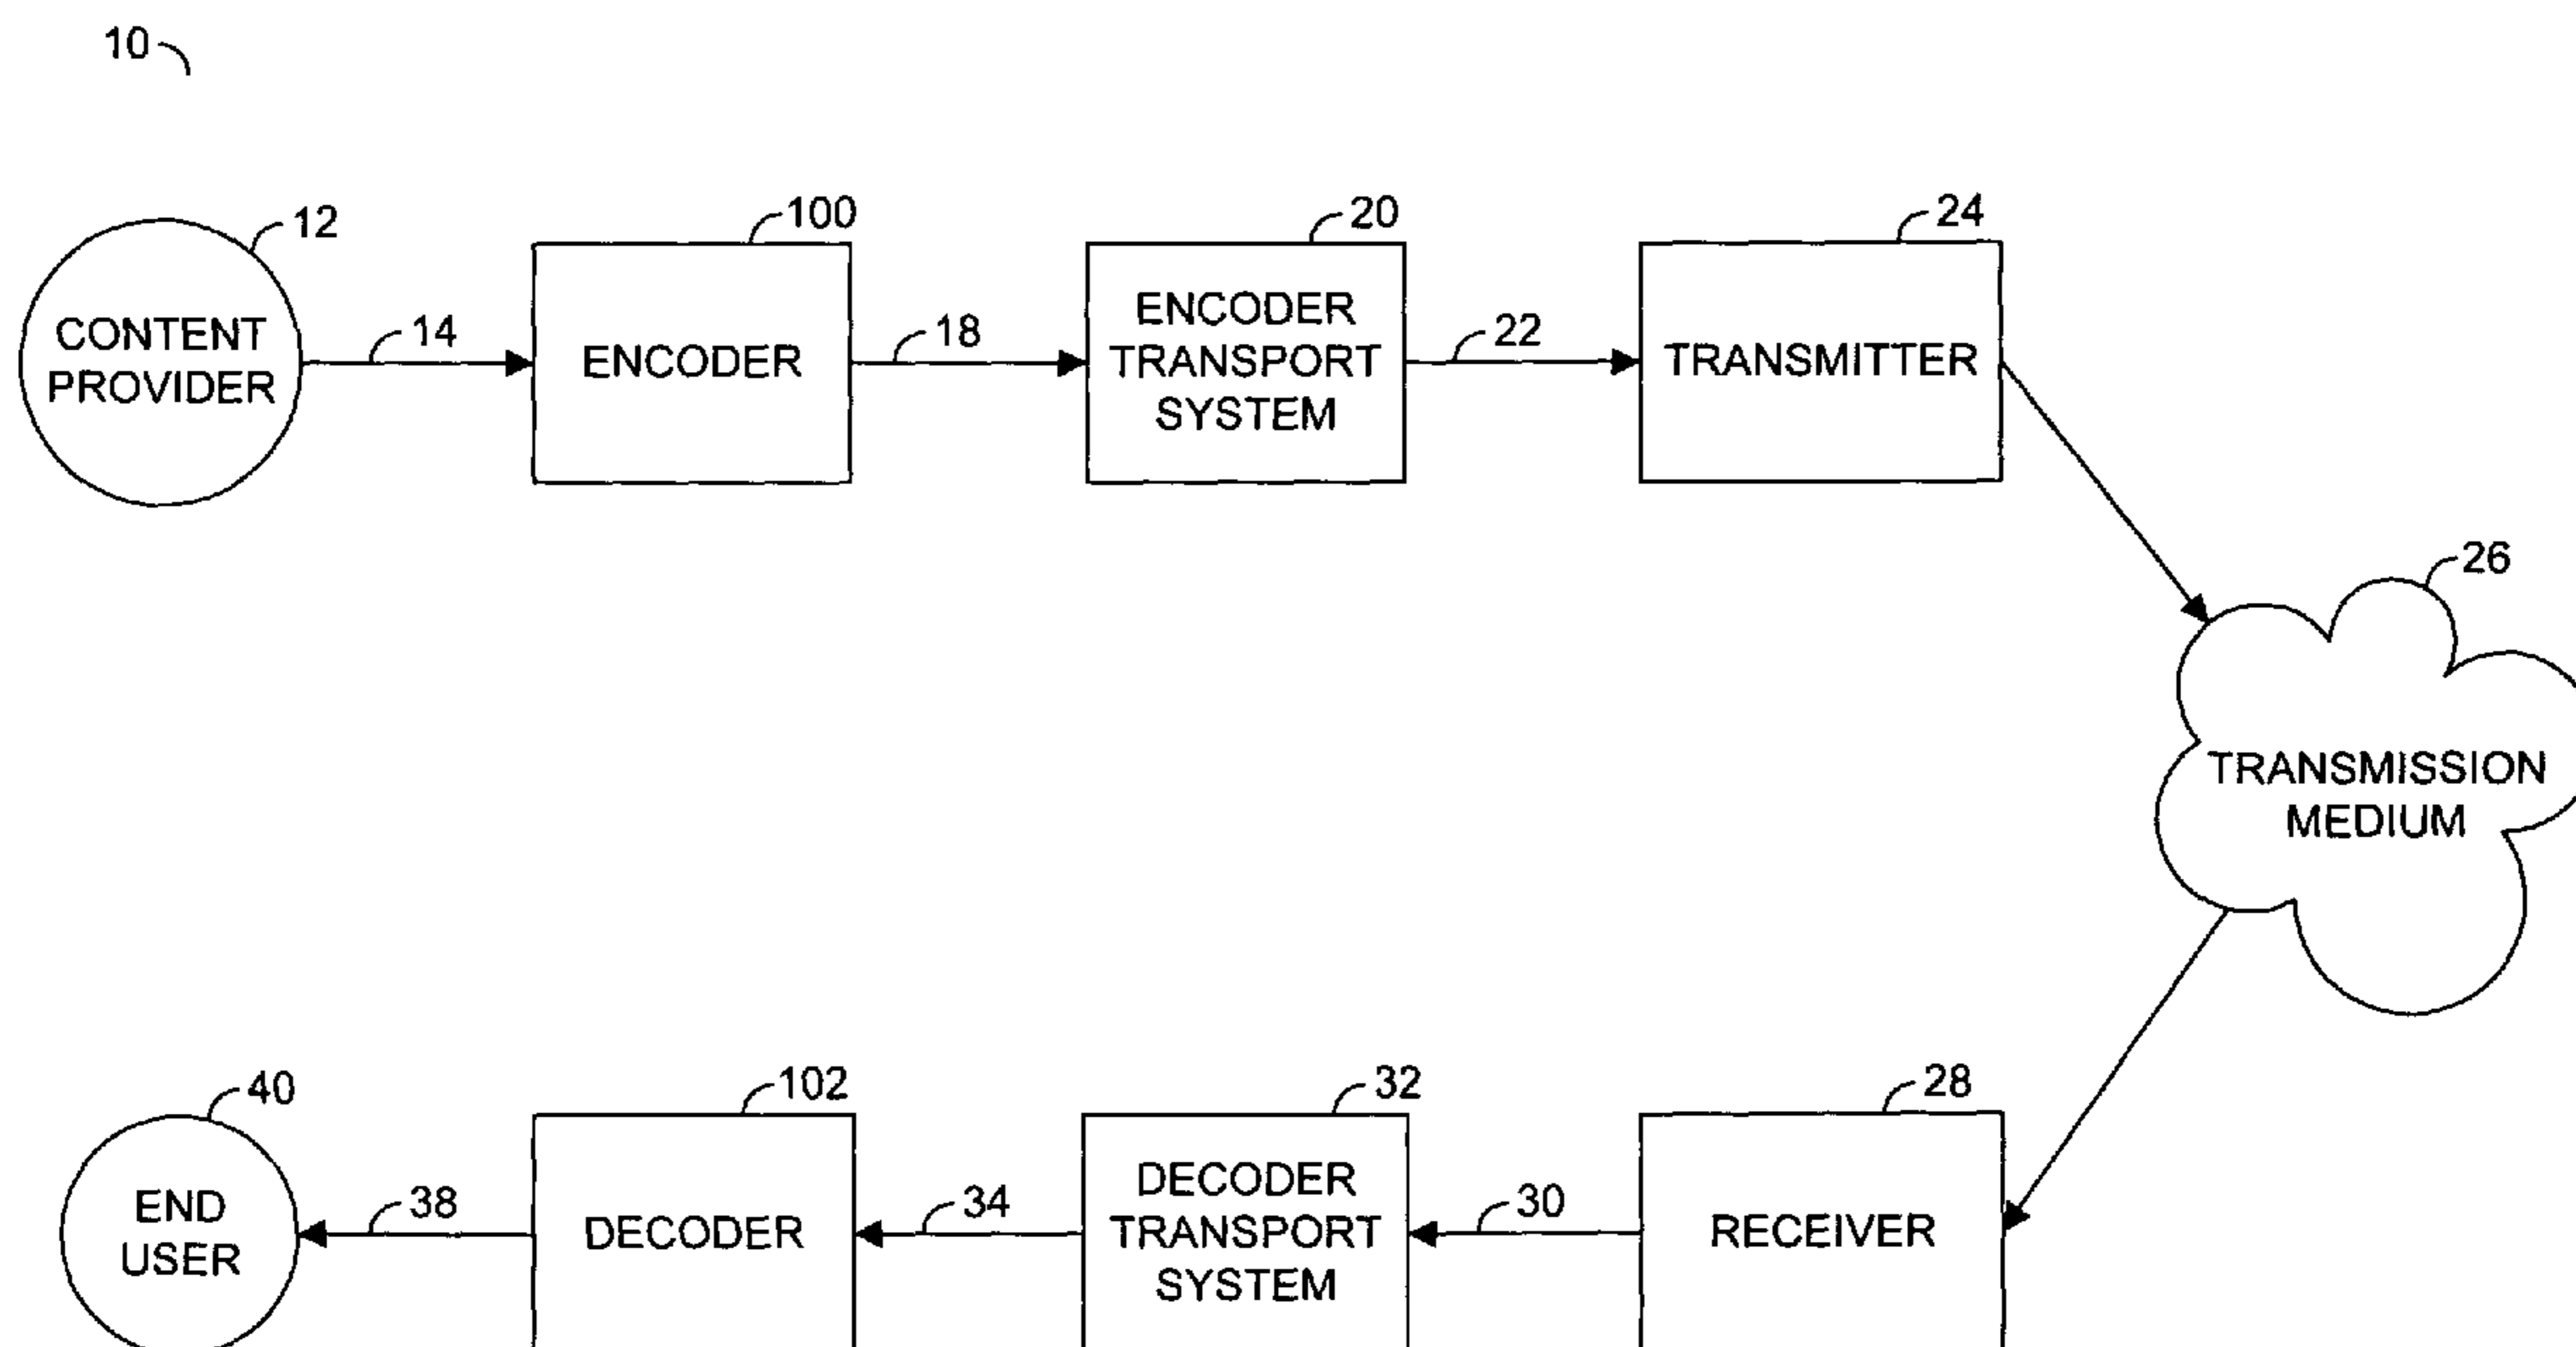 10
12
100
20
24
CONTENT
PROVIDER
14
ENCODER
18
ENCODER
TRANSPORT
SYSTEM
22
TRANSMITTER
26
TRANSMISSION
MEDIUM
40
102
32
28
END
USER
38
DECODER
34
DECODER
TRANSPORT
SYSTEM
30
RECEIVER